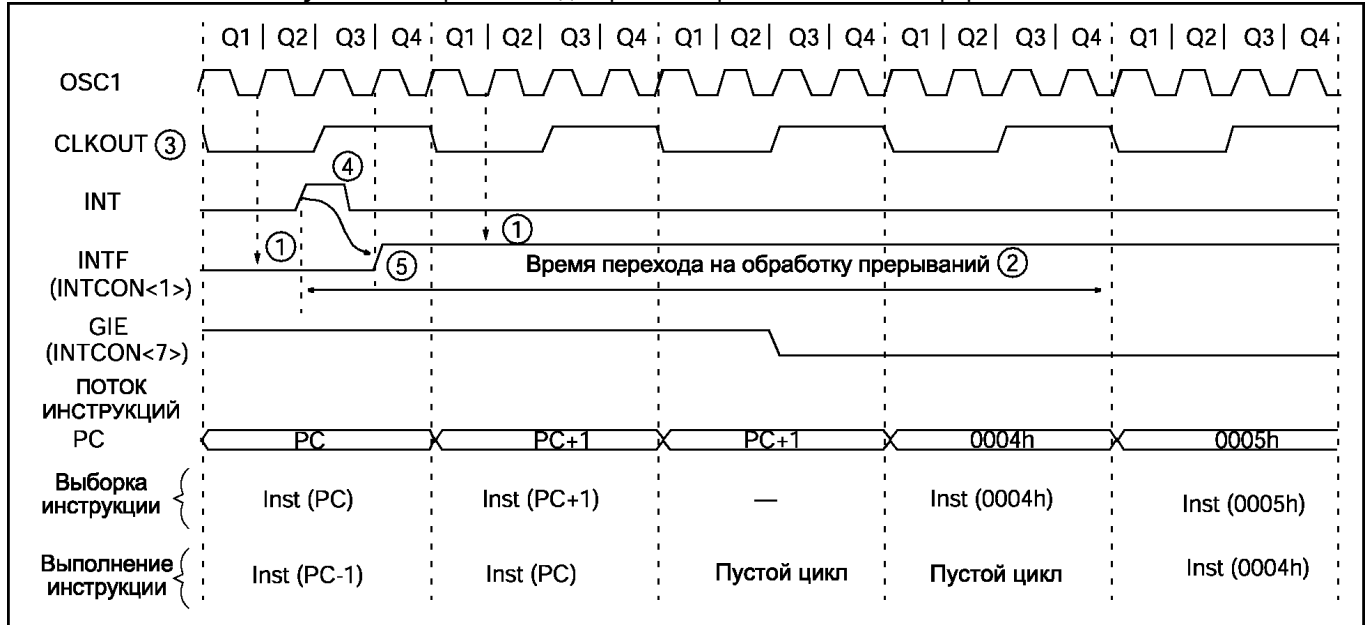 Q1 | Q2| Q3| Q4 Q1 | Q2| Q3| Q4 Q1 | Q2| Q3| Q4 Q1 | Q2| Q3| Q4 Q1 | Q2| Q3| Q4
OSC1
CLKOUT ③
④
INT
① ①
INTF
(INTCON<1>)
⑤ Время перехода на обработку прерываний ②
GIE
(INTCON<7>)
ПОТОК
ИНСТРУКЦИЙ
PC PC PC+1 PC+1 0004h 0005h
Выборка
инструкции
Inst (PC) Inst (PC+1) — Inst (0004h) Inst (0005h)
Выполнение
инструкции
Inst (PC-1) Inst (PC) Пустой цикл Пустой цикл Inst (0004h)